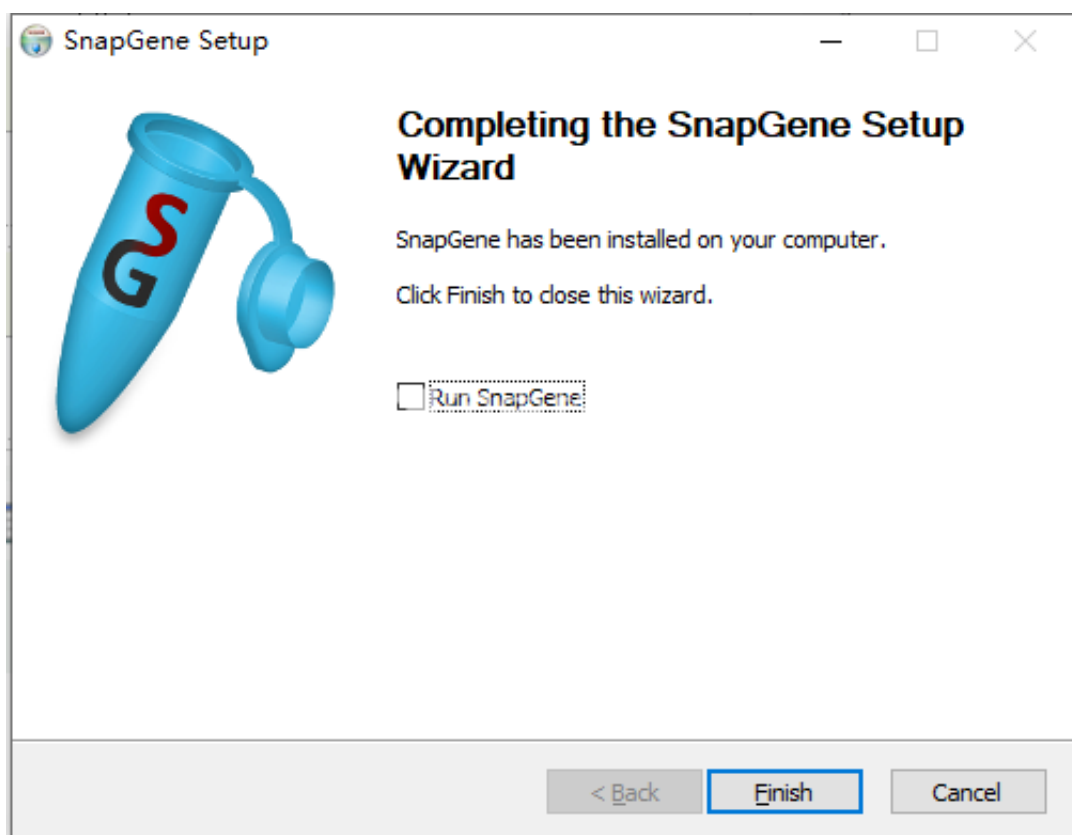 SnapGene Setup
Completing the SnapGene Setup
Wizard
SG
SnapGene has been installed on your computer.
Click Finish to close this wizard.
Run SnapGene
< Back
Finish
Cancel